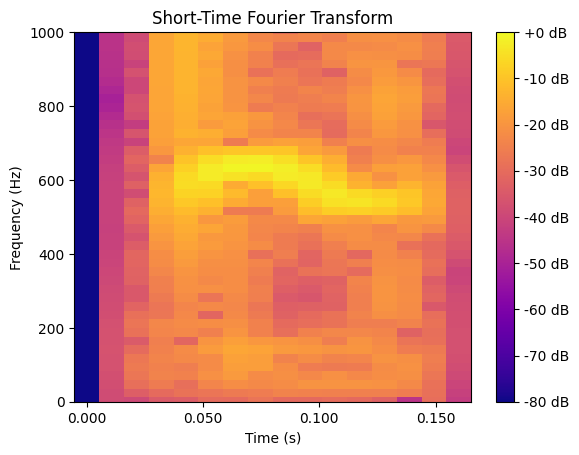 Short-Time Fourier Transform
1000
800
600
400
200
0
Frequency (Hz)
0.000
0.050
0.100
0.150
Time (s)
+0 dB
-10 dB
-20 dB
-30 dB
-40 dB
-50 dB
-60 dB
-70 dB
-80 dB